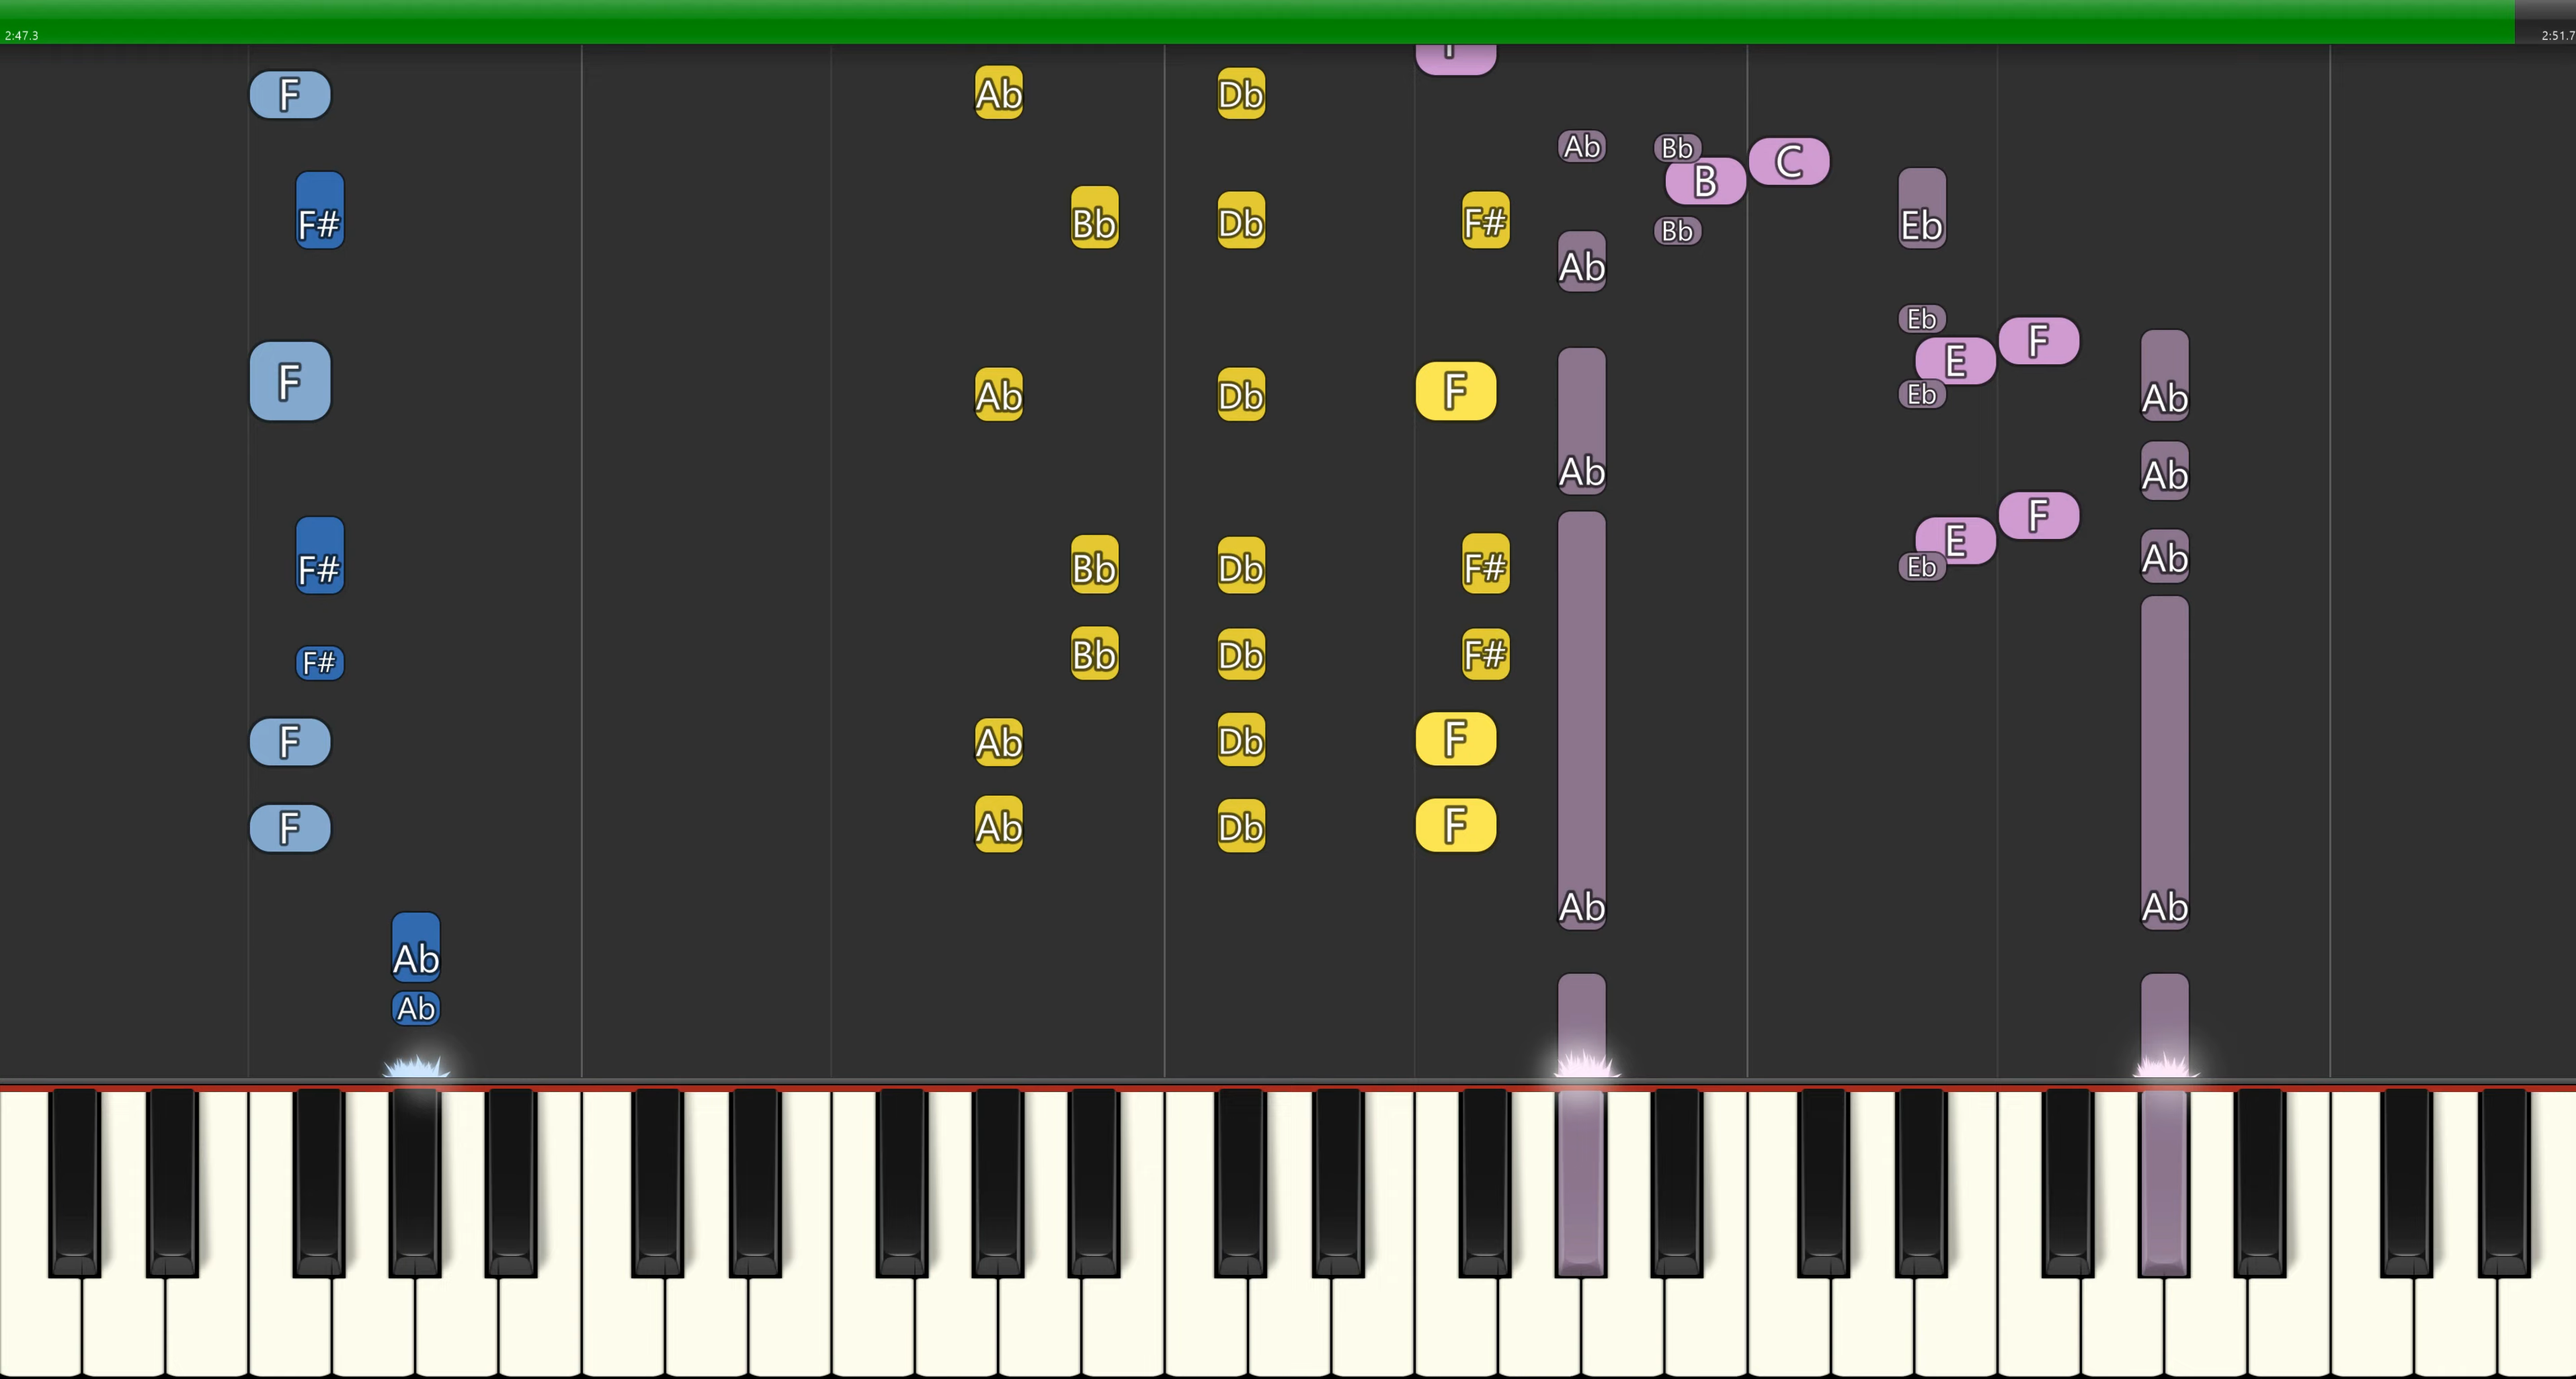 2:47.3 2:51.7
F Ab Db
Ab Bb C
B
F# Bb Db F# Bb Eb
Ab
Eb
F
E
F Ab Db F Eb Ab
Ab Ab
F
E
F# Bb Db F# Eb Ab
F# Bb Db F#
F Ab Db F
F Ab Db F
Ab Ab
Ab
Ab